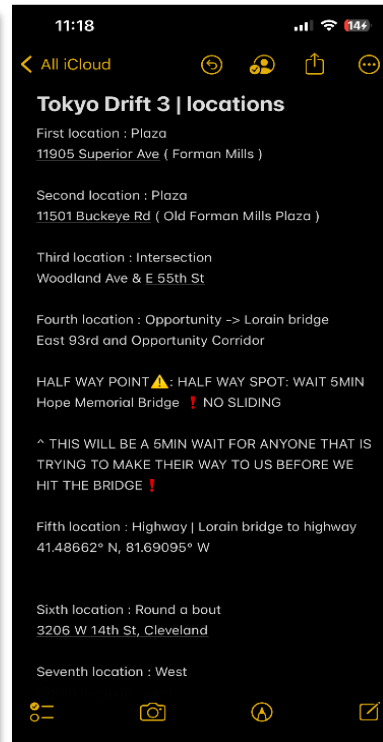 11:18
14
All iCloud
Tokyo Drift 3 | locations
First location : Plaza
11905 Superior Ave ( Forman Mills )
Second location : Plaza
11501 Buckeye Rd ( Old Forman Mills Plaza )
Third location : Intersection
Woodland Ave & E 55th St
Fourth location : Opportunity -> Lorain bridge
East 93rd and Opportunity Corridor
HALF WAY POINT⚠️: HALF WAY SPOT: WAIT 5MIN
Hope Memorial Bridge ❗ NO SLIDING
^ THIS WILL BE A 5MIN WAIT FOR ANYONE THAT IS
TRYING TO MAKE THEIR WAY TO US BEFORE WE
HIT THE BRIDGE❗
Fifth location : Highway | Lorain bridge to highway
41.48662° N, 81.69095° W
Sixth location : Round a bout
3206 W 14th St, Cleveland
Seventh location : West